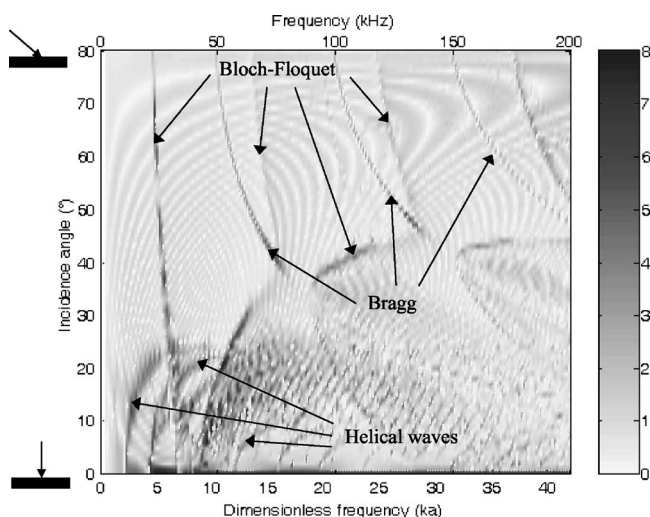 Frequency (kHz)
0 50 100 150 200
80 8
Bloch-Floquet
70 7
60 6
50 5
Incidence angle (°)
40 4
30 3
Bragg
20 2
10 1
Helical waves
0 0
0 5 10 15 20 25 30 35 40
Dimensionless frequency (ka)